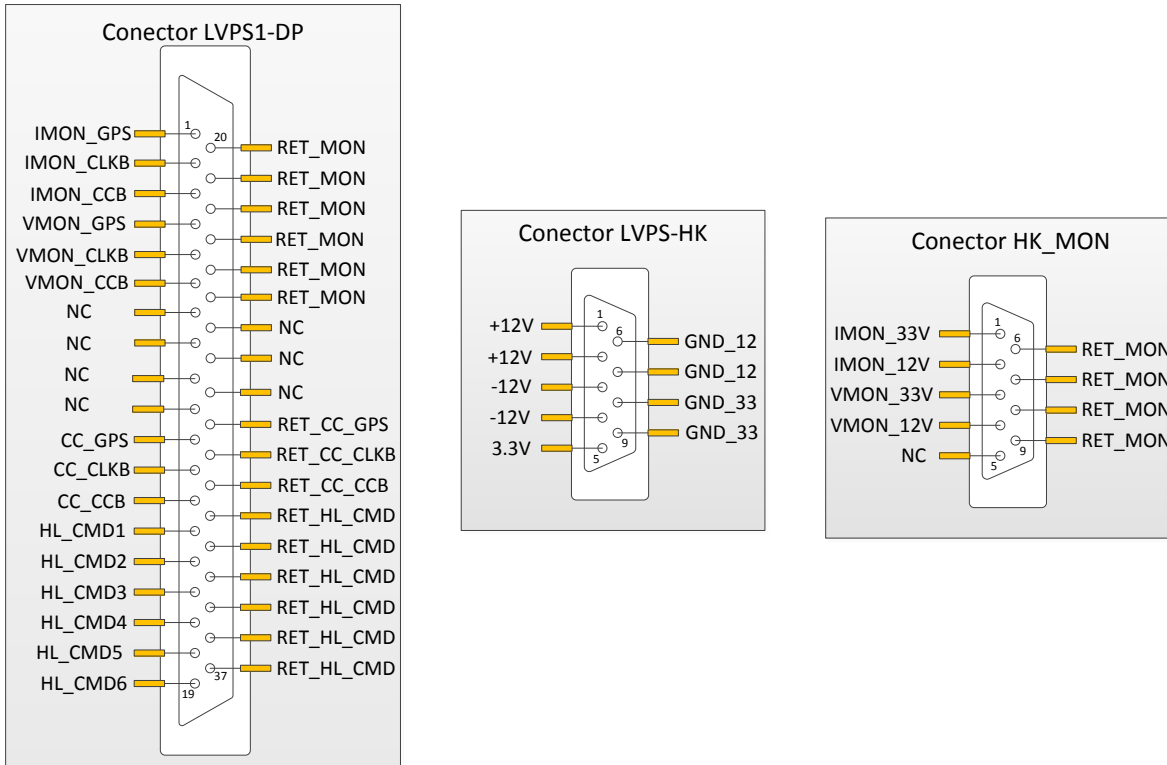 Conector LVPS1-DP
1
20
IMON_GPS
RET_MON
IMON_CLKB
RET_MON
IMON_CCB
RET_MON
VMON_GPS
RET_MON
VMON_CLKB
RET_MON
VMON_CCB
RET_MON
NC
NC
NC
NC
NC
NC
NC
RET_CC_GPS
CC_GPS
RET_CC_CLKB
CC_CLKB
RET_CC_CCB
CC_CCB
RET_HL_CMD
HL_CMD1
RET_HL_CMD
HL_CMD2
RET_HL_CMD
HL_CMD3
RET_HL_CMD
HL_CMD4
RET_HL_CMD
HL_CMD5
RET_HL_CMD
HL_CMD6
37
19
Conector LVPS-HK
1
6
+12V
GND_12
+12V
GND_12
-12V
GND_33
-12V
GND_33
3.3V
9
5
Conector HK_MON
1
6
IMON_33V
RET_MON
IMON_12V
RET_MON
VMON_33V
RET_MON
VMON_12V
RET_MON
NC
9
5